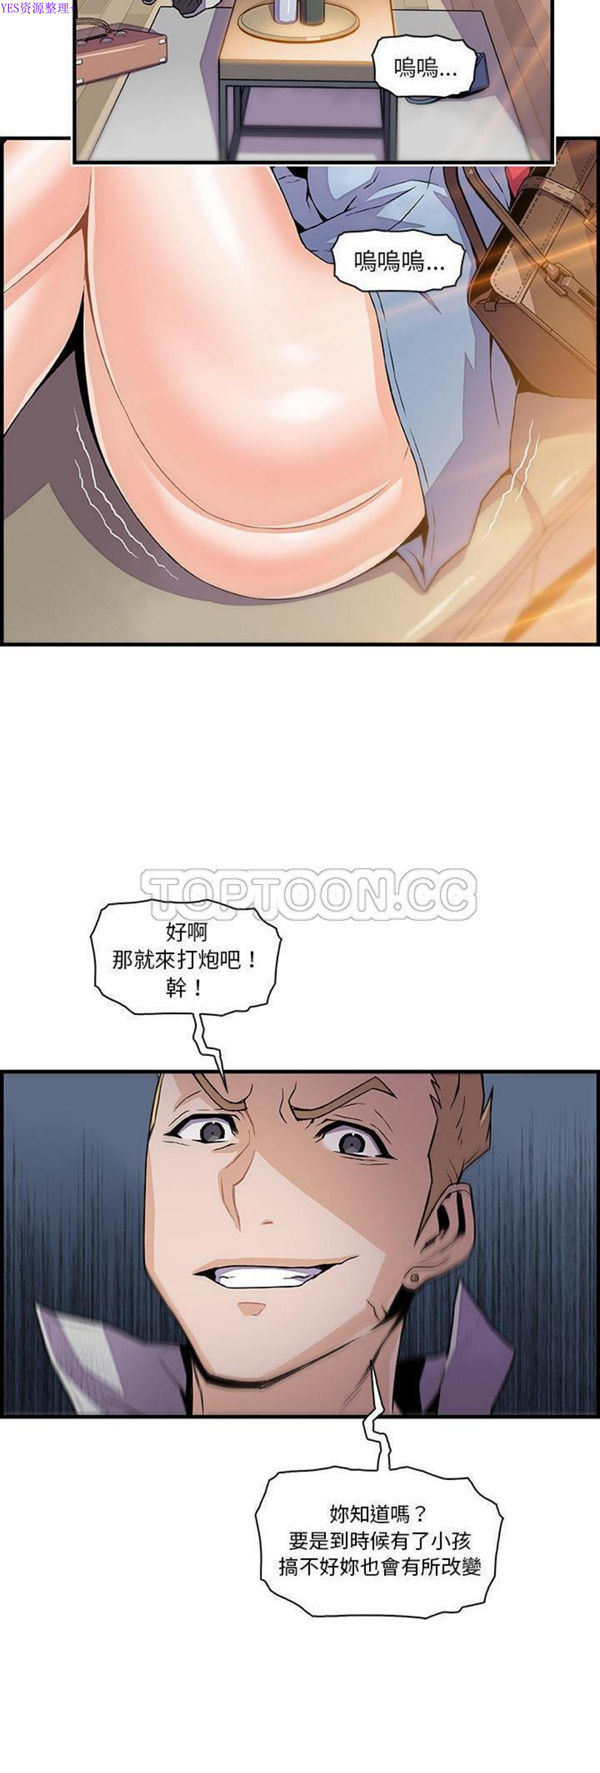 YES资源整理
嗚嗚...
嗚嗚嗚...
TOPTOON.CC
好啊
那就來打炮吧！
幹！
妳知道嗎？
要是到時候有了小孩
搞不好妳也會有所改變